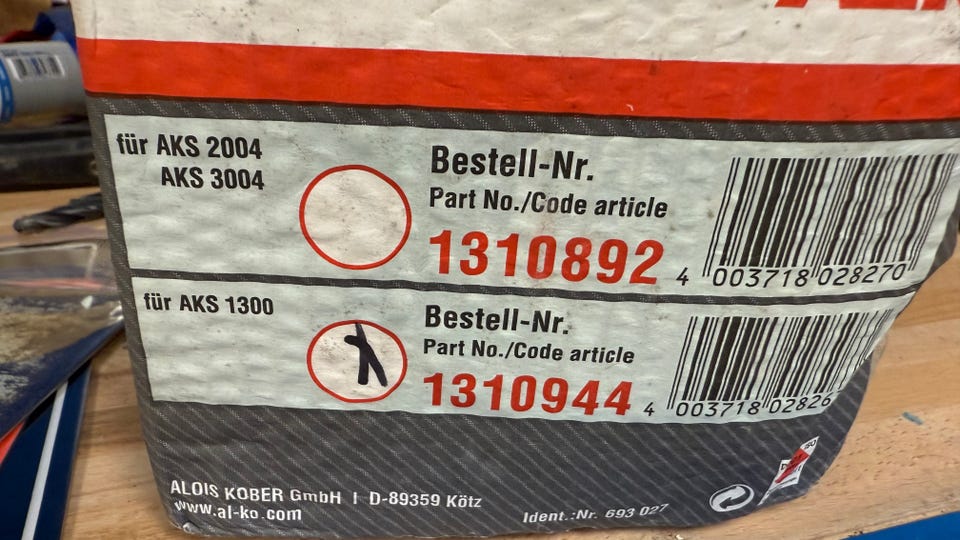 für AKS 2004
AKS 3004
Bestell-Nr.
Part No./Code article
1310892
4 003718 028270
für AKS 1300
X
Bestell-Nr.
Part No./Code article
1310944
4 003718 02826
ALOIS KOBER GmbH | D-89359 Kötz
www.al-ko.com
Ident.:Nr. 693 027